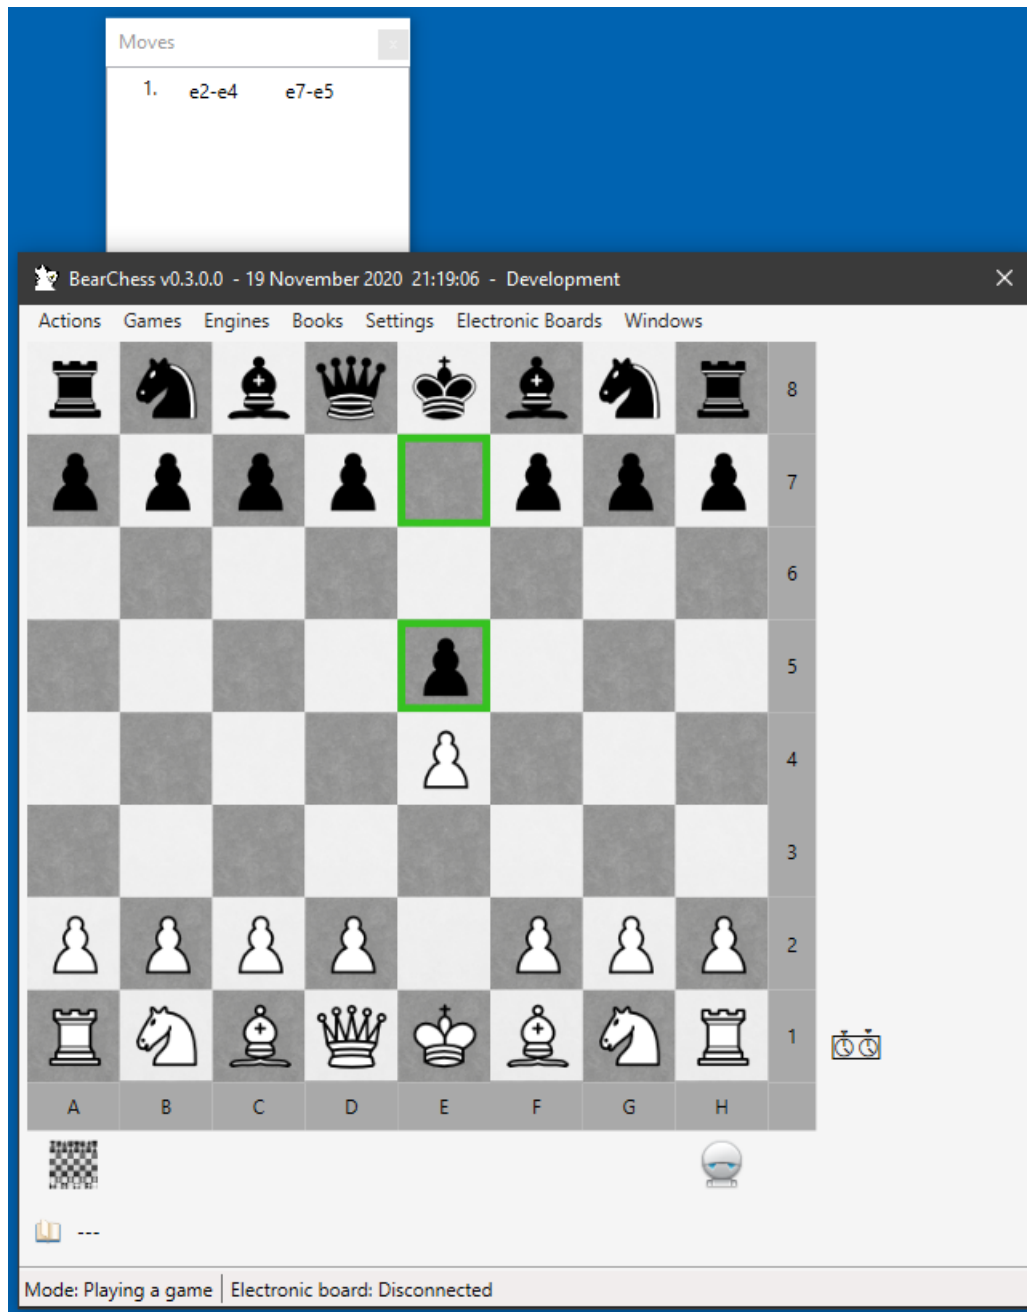 Moves x
1. e2-e4 e7-e5
BearChess v0.3.0.0 - 19 November 2020 21:19:06 - Development
Actions Games Engines Books Settings Electronic Boards Windows
8
7
6
5
4
3
2
1
A B C D E F G H
---
Mode: Playing a game Electronic board: Disconnected